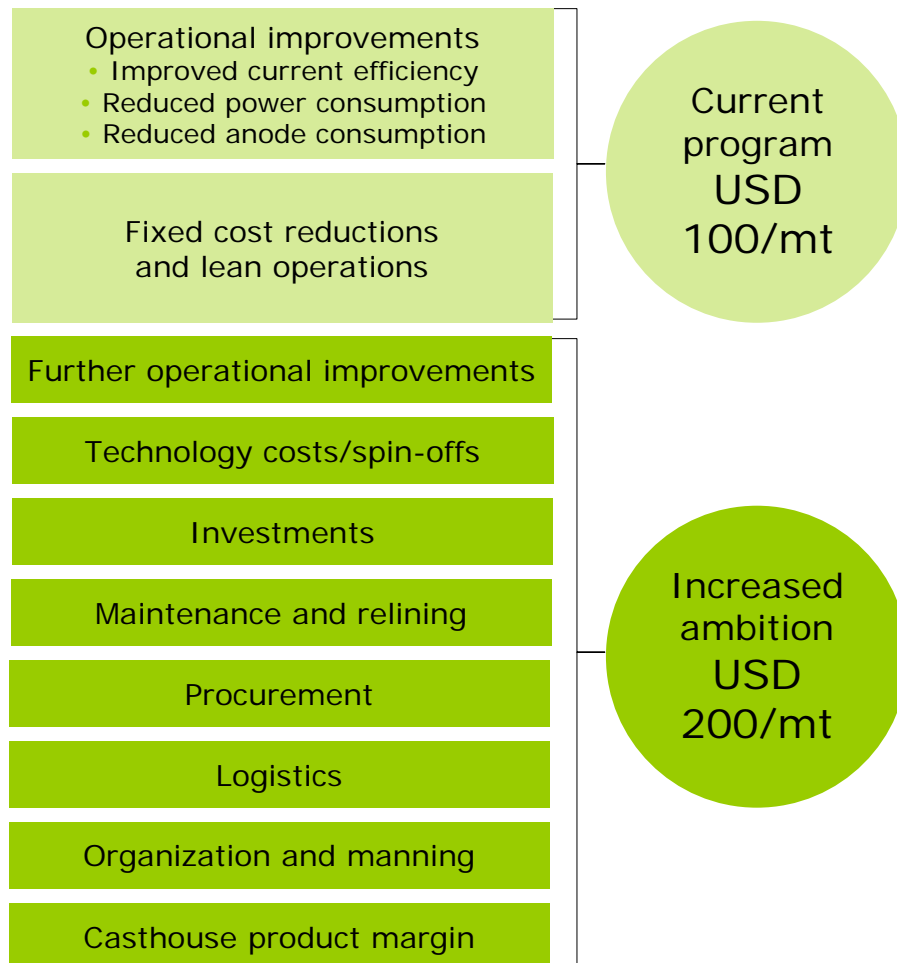 Operational improvements
• Improved current efficiency
• Reduced power consumption
• Reduced anode consumption
Fixed cost reductions
and lean operations
Current
program
USD
100/mt
Further operational improvements
Technology costs/spin-offs
Investments
Maintenance and relining
Procurement
Logistics
Organization and manning
Casthouse product margin
Increased
ambition
USD
200/mt